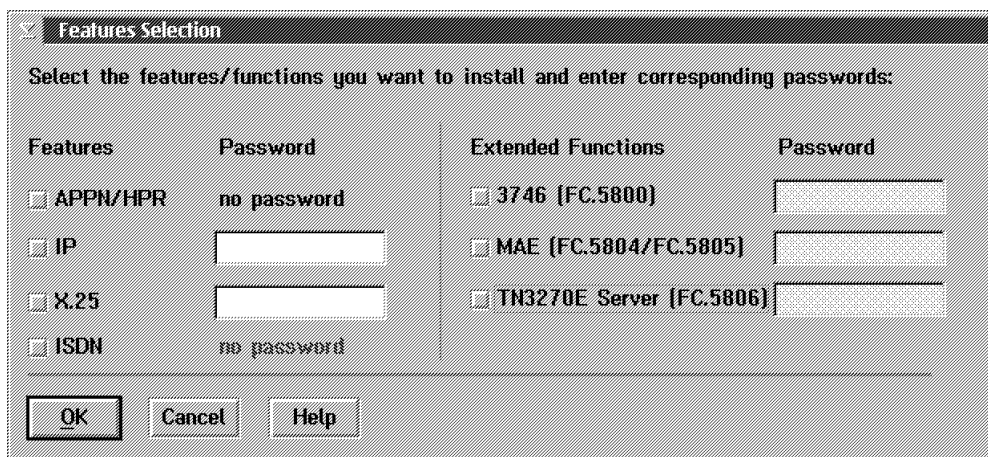 Features Selection
Select the features/functions you want to install and enter corresponding passwords:
Features Password Extended Functions Password
APPN/HPR no password 3746 (FC.5800)
IP MAE (FC.5804/FC.5805)
X.25 TN3270E Server (FC.5806)
ISDN no password
OK Cancel Help